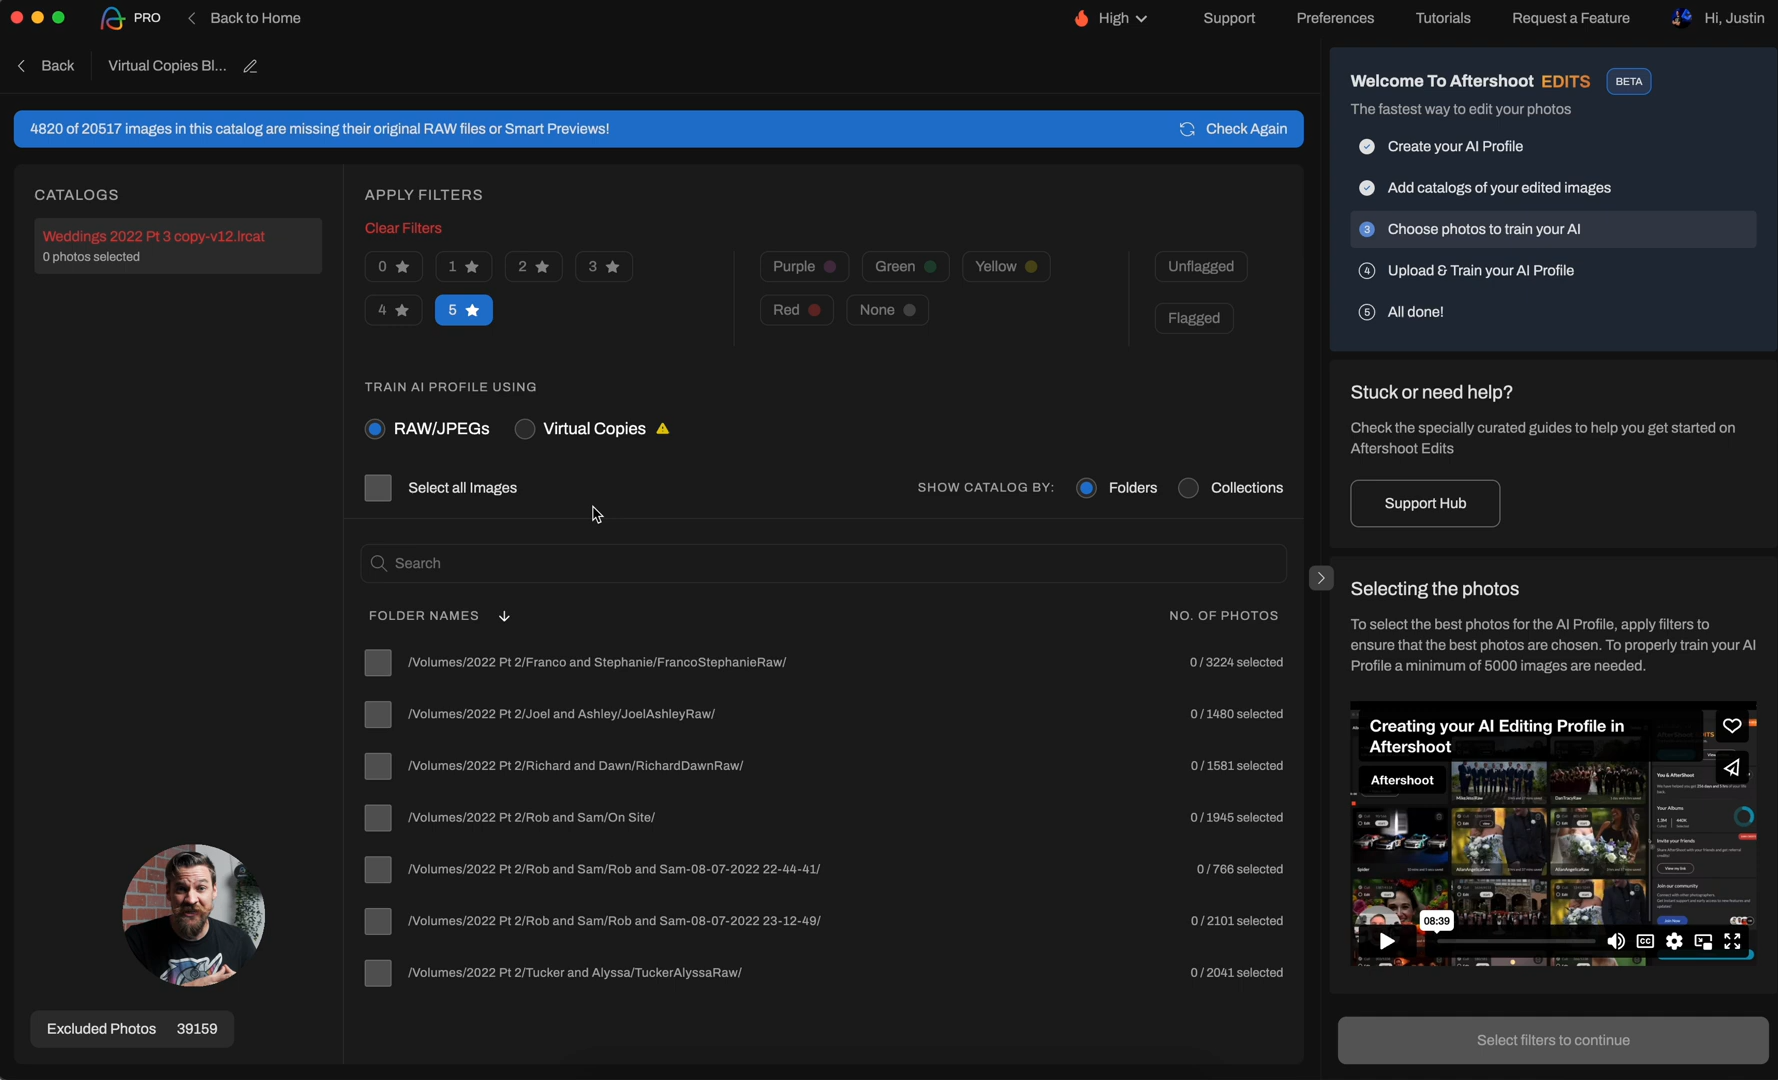 PRO
Back to Home
High
Support
Preferences
Tutorials
Request a Feature
Hi, Justin
Back
Virtual Copies Bl...
4820 of 20517 images in this catalog are missing their original RAW files or Smart Previews!
Check Again
CATALOGS
Weddings 2022 Pt 3 copy-v12.lrcat
0 photos selected
APPLY FILTERS
Clear Filters
0
1
2
3
4
5
Purple
Green
Yellow
Red
None
Unflagged
Flagged
TRAIN AI PROFILE USING
RAW/JPEGs
Virtual Copies
Select all Images
SHOW CATALOG BY:
Folders
Collections
Search
FOLDER NAMES
NO. OF PHOTOS
/Volumes/2022 Pt 2/Franco and Stephanie/FrancoStephanieRaw/
0 / 3224 selected
/Volumes/2022 Pt 2/Joel and Ashley/JoelAshleyRaw/
0 / 1480 selected
/Volumes/2022 Pt 2/Richard and Dawn/RichardDawnRaw/
0 / 1581 selected
/Volumes/2022 Pt 2/Rob and Sam/On Site/
0 / 1945 selected
/Volumes/2022 Pt 2/Rob and Sam/Rob and Sam-08-07-2022 22-44-41/
0 / 766 selected
/Volumes/2022 Pt 2/Rob and Sam/Rob and Sam-08-07-2022 23-12-49/
0 / 2101 selected
/Volumes/2022 Pt 2/Tucker and Alyssa/TuckerAlyssaRaw/
0 / 2041 selected
Excluded Photos 39159
Welcome To Aftershoot EDITS
BETA
The fastest way to edit your photos
Create your AI Profile
Add catalogs of your edited images
3 Choose photos to train your AI
4 Upload & Train your AI Profile
5 All done!
Stuck or need help?
Check the specially curated guides to help you get started on
Aftershoot Edits
Support Hub
Selecting the photos
To select the best photos for the AI Profile, apply filters to
ensure that the best photos are chosen. To properly train your AI
Profile a minimum of 5000 images are needed.
Creating your AI Editing Profile in
Aftershoot
Aftershoot
You & AfterShoot
Your Albums
Invite your friends
Join our community
08:39
CC
Select filters to continue